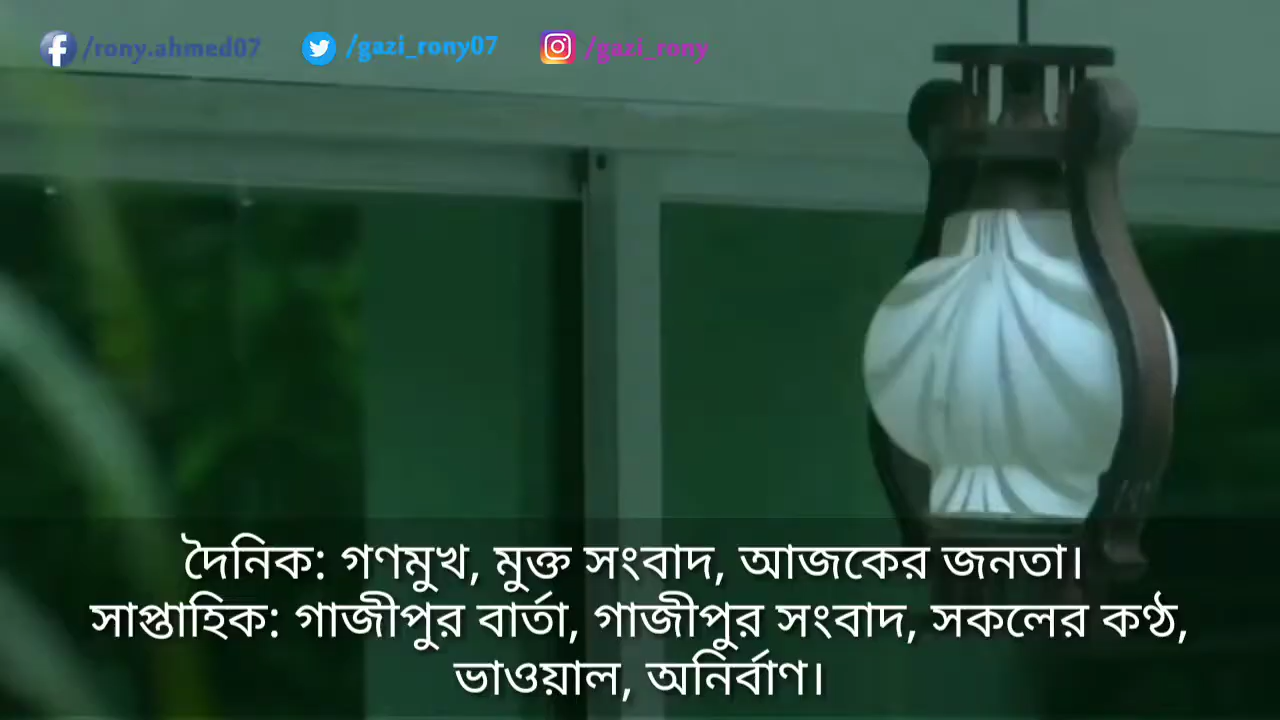 /rony.ahmed07 /gazi_rony07 /gazi_rony
দৈনিক: গণমুখ, মুক্ত সংবাদ, আজকের জনতা।
সাপ্তাহিক: গাজীপুর বার্তা, গাজীপুর সংবাদ, সকলের কণ্ঠ,
ভাওয়াল, অনির্বাণ।